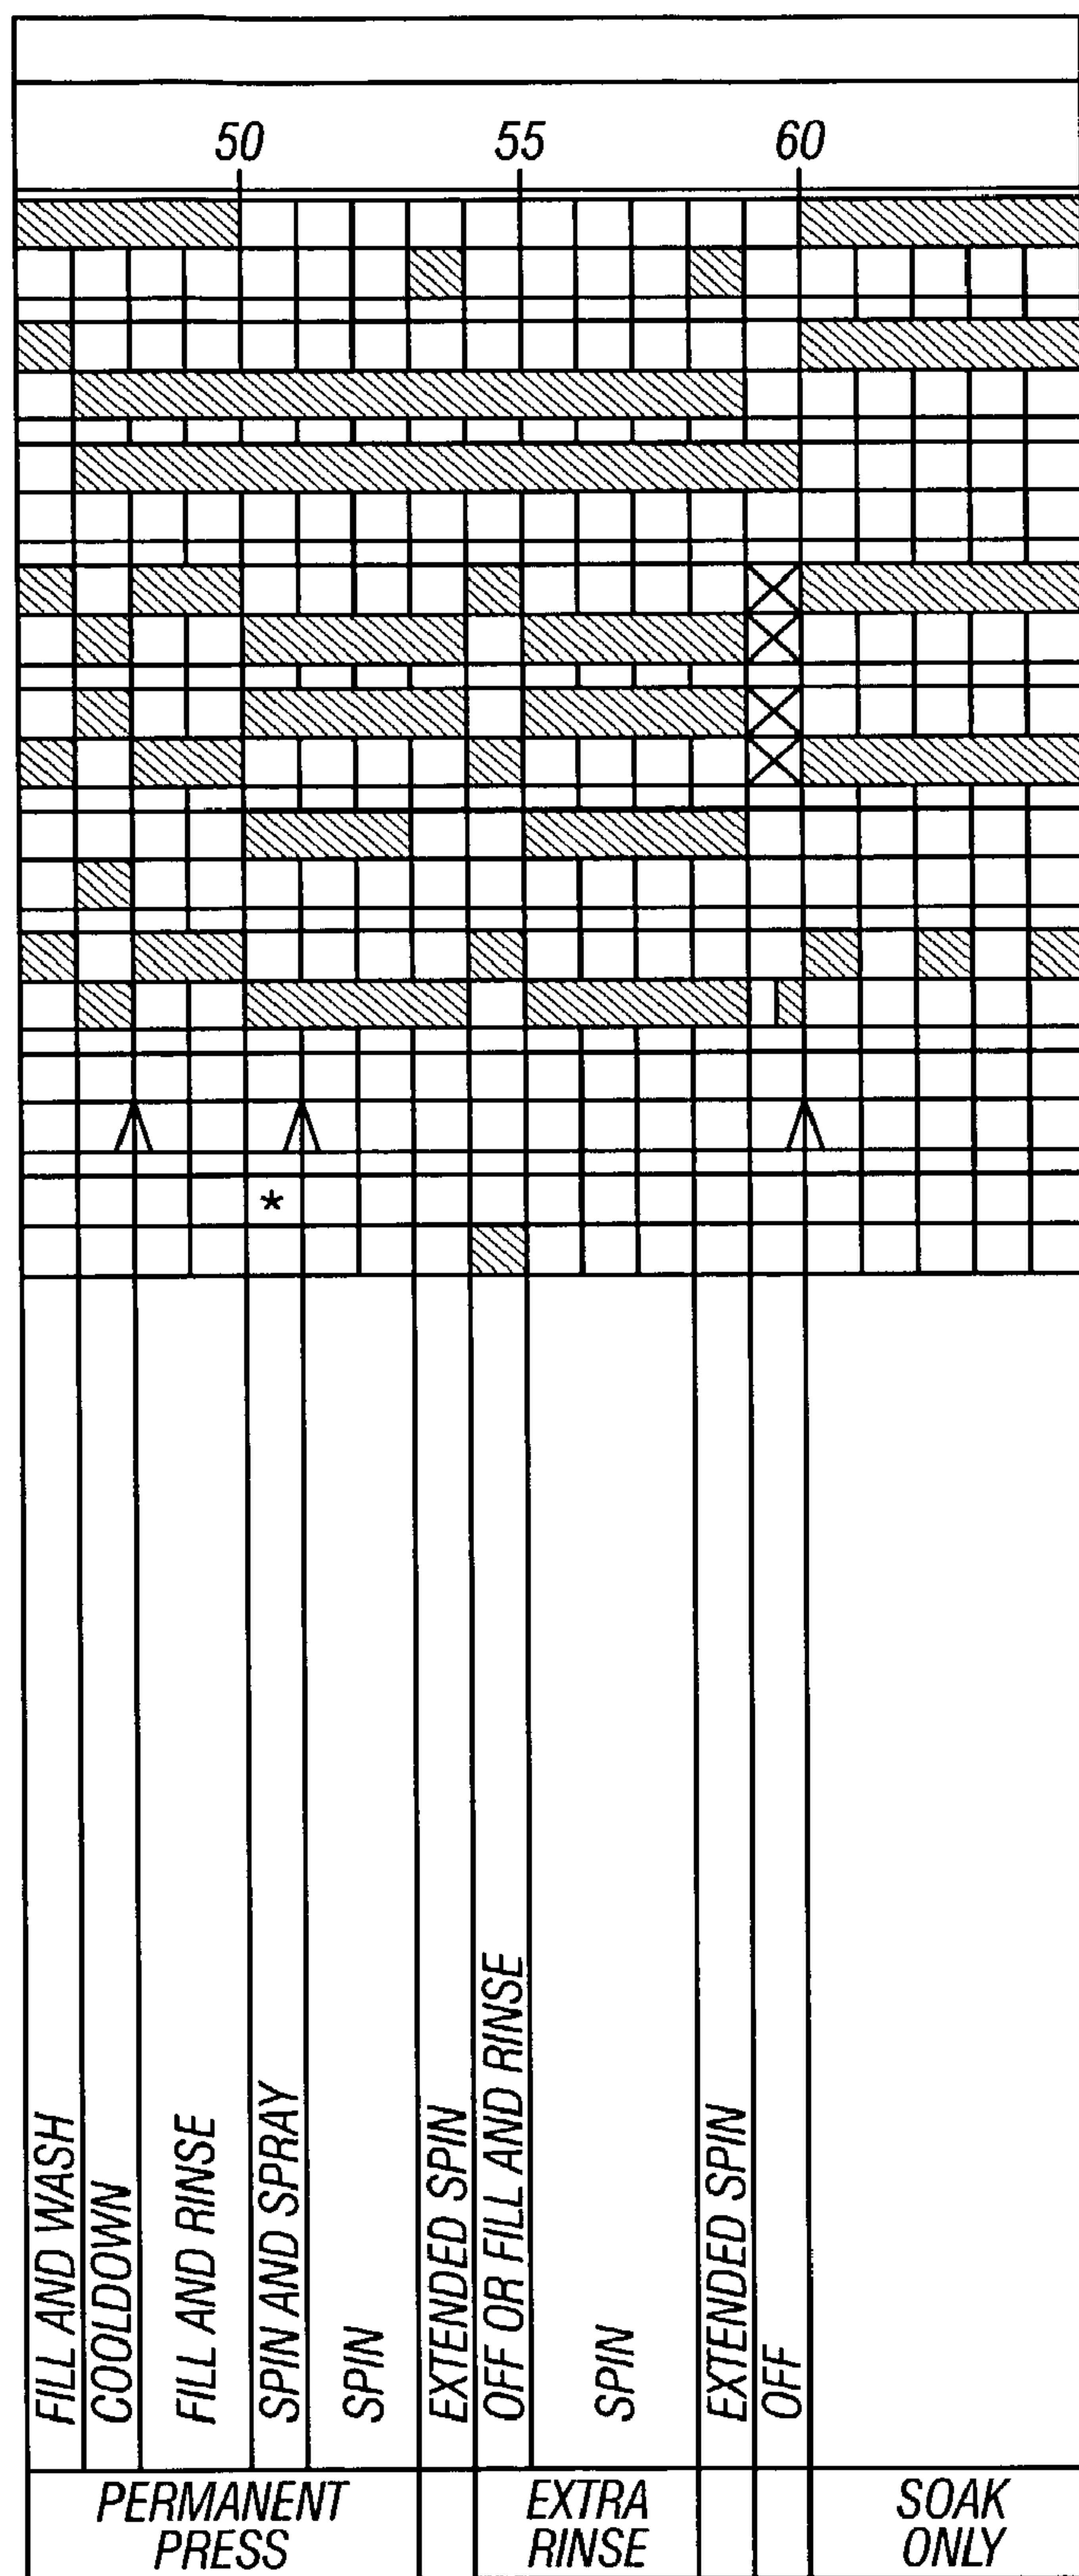 50 55 60
*
FILL AND WASH
COOLDOWN
FILL AND RINSE
SPIN AND SPRAY
SPIN
EXTENDED SPIN
OFF OR FILL AND RINSE
SPIN
EXTENDED SPIN
OFF
PERMANENT
PRESS
EXTRA
RINSE
SOAK
ONLY